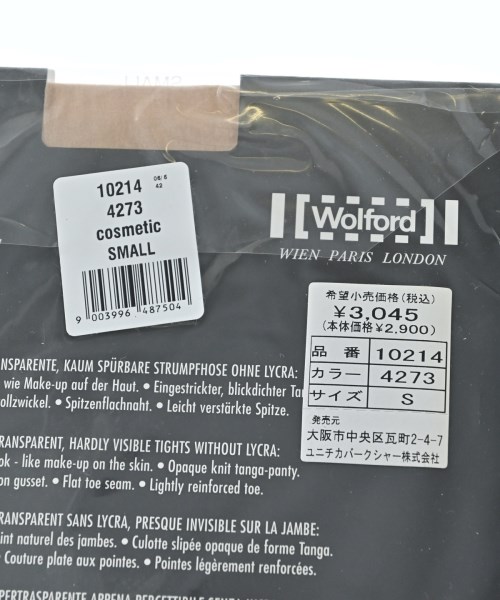 08/8
42
10214
4273
cosmetic
SMALL
9 003996 487504
Wolford
WIEN PARIS LONDON
希望小売価格(税込)
¥3,045
(本体価格¥2,900)
品番 10214
カラー 4273
サイズ S
発売元
大阪市中央区瓦町2-4-7
ユニチカバークシャー株式会社
NSPARENTE, KAUM SPÜRBARE STRUMPFHOSE OHNE LYCRA:
wie Make-up auf der Haut. • Eingestrickter, blickdichter Ta
ollzwickel. • Spitzenflachnaht. • Leicht verstärkte Spitze.
RANSPARENT, HARDLY VISIBLE TIGHTS WITHOUT LYCRA:
ok - like make-up on the skin. • Opaque knit tanga-panty.
on gusset. • Flat toe seam. • Lightly reinforced toe.
RANSPARENT SANS LYCRA, PRESQUE INVISIBLE SUR LA JAMBE:
int naturel des jambes. • Culotte slipée opaque de forme Tanga.
Couture plate aux pointes. • Pointes légèrement renforcées.